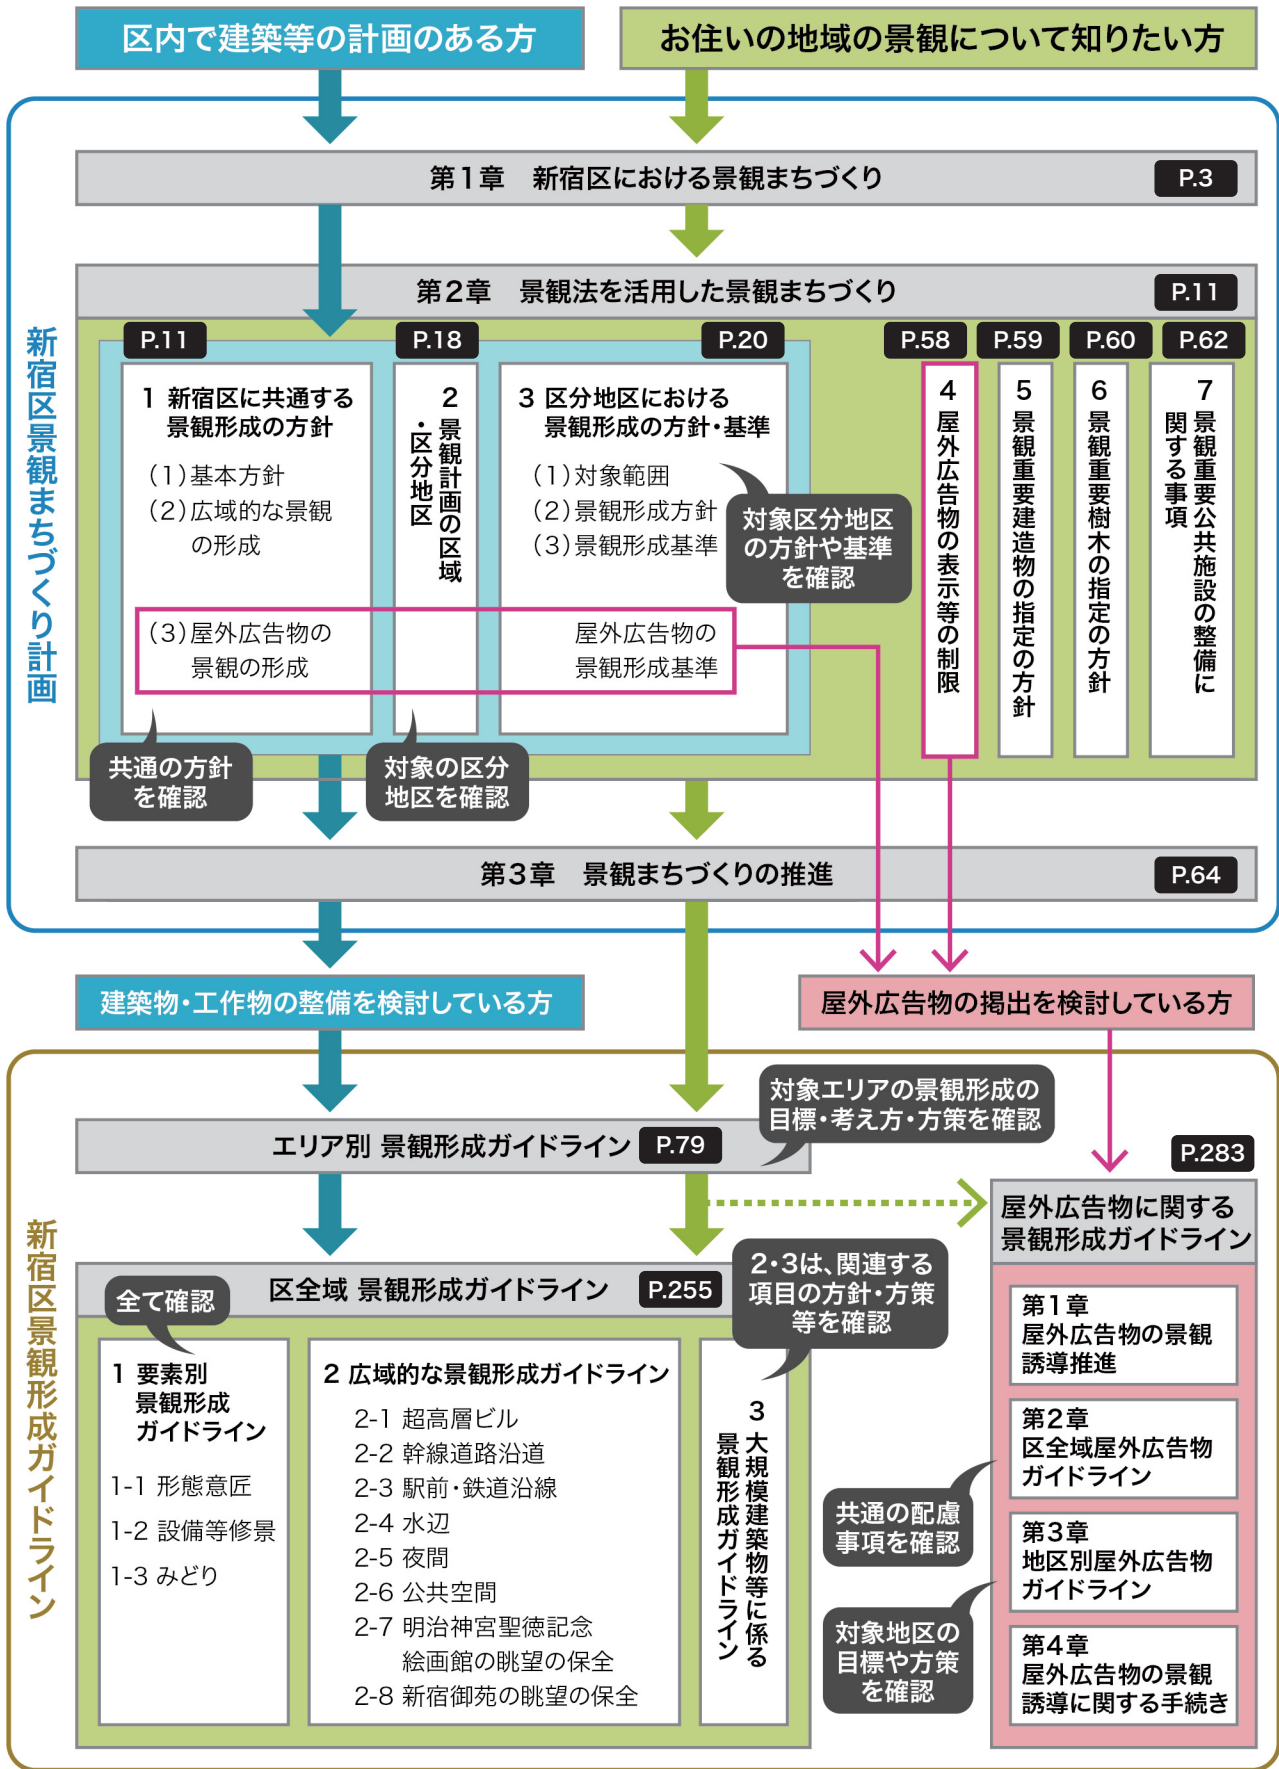 区内で建築等の計画のある方
お住いの地域の景観について知りたい方
新宿区景観まちづくり計画
第1章　新宿区における景観まちづくり
P.3
第2章　景観法を活用した景観まちづくり
P.11
P.11
1 新宿区に共通する
景観形成の方針
(1)基本方針
(2)広域的な景観
の形成
(3)屋外広告物の
景観の形成
共通の方針
を確認
P.18
2 景観計画の区域
・区分地区
対象の区分
地区を確認
P.20
3 区分地区における
景観形成の方針・基準
(1)対象範囲
(2)景観形成方針
(3)景観形成基準
屋外広告物の
景観形成基準
対象区分地区
の方針や基準
を確認
P.58
4 屋外広告物の表示等の制限
P.59
5 景観重要建造物の指定の方針
P.60
6 景観重要樹木の指定の方針
P.62
7 景観重要公共施設の整備に
関する事項
第3章　景観まちづくりの推進
P.64
建築物・工作物の整備を検討している方
屋外広告物の掲出を検討している方
新宿区景観形成ガイドライン
対象エリアの景観形成の
目標・考え方・方策を確認
エリア別 景観形成ガイドライン
P.79
区全域 景観形成ガイドライン
P.255
全て確認
1 要素別
景観形成
ガイドライン
1-1 形態意匠
1-2 設備等修景
1-3 みどり
2 広域的な景観形成ガイドライン
2-1 超高層ビル
2-2 幹線道路沿道
2-3 駅前・鉄道沿線
2-4 水辺
2-5 夜間
2-6 公共空間
2-7 明治神宮聖徳記念
絵画館の眺望の保全
2-8 新宿御苑の眺望の保全
2・3は、関連する
項目の方針・方策
等を確認
3 大規模建築物等に係る
景観形成ガイドライン
P.283
屋外広告物に関する
景観形成ガイドライン
第1章
屋外広告物の景観
誘導推進
第2章
区全域屋外広告物
ガイドライン
共通の配慮
事項を確認
第3章
地区別屋外広告物
ガイドライン
対象地区の
目標や方策
を確認
第4章
屋外広告物の景観
誘導に関する手続き